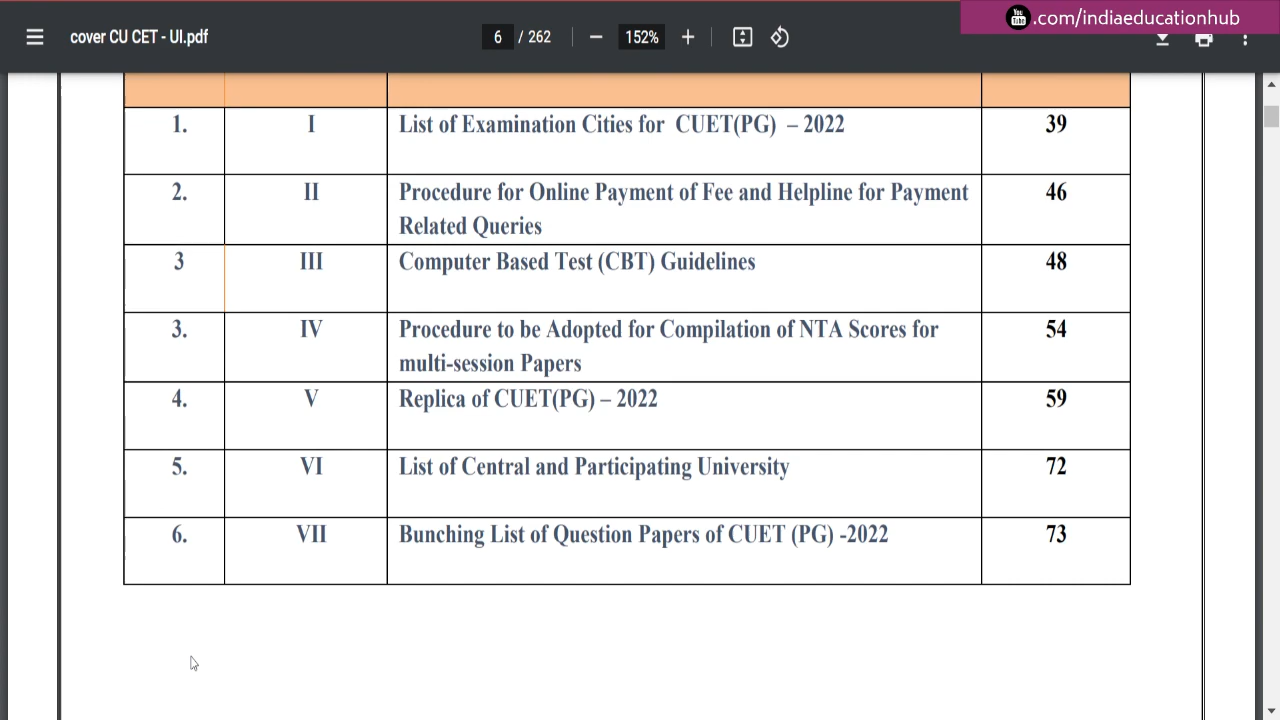 You
Tube .com/indiaeducationhub
cover CU CET - UI.pdf 6 / 262 152%
1. I List of Examination Cities for CUET(PG) – 2022 39
2. II Procedure for Online Payment of Fee and Helpline for Payment 46
Related Queries
3 III Computer Based Test (CBT) Guidelines 48
3. IV Procedure to be Adopted for Compilation of NTA Scores for 54
multi-session Papers
4. V Replica of CUET(PG) – 2022 59
5. VI List of Central and Participating University 72
6. VII Bunching List of Question Papers of CUET (PG) -2022 73